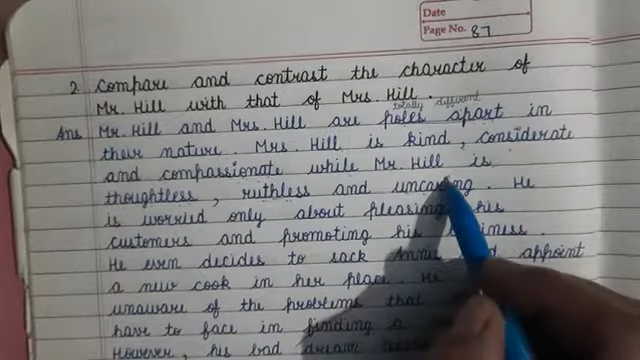 Date
Page No. 87
2 Compare and contrast the character of
Mr. Hill with that of Mrs. Hill.
totally different
Ans Mr. Hill and Mrs. Hill are poles apart in
their nature. Mrs. Hill is kind, considerate
and compassionate while Mr. Hill is
thoughtless, ruthless and uncaring. He
is worried only about pleasing his
customers and promoting his
He even decides to sack appoint
a new cook in her place. He
unaware of the problems that
have to face in finding a
However, his bad dream